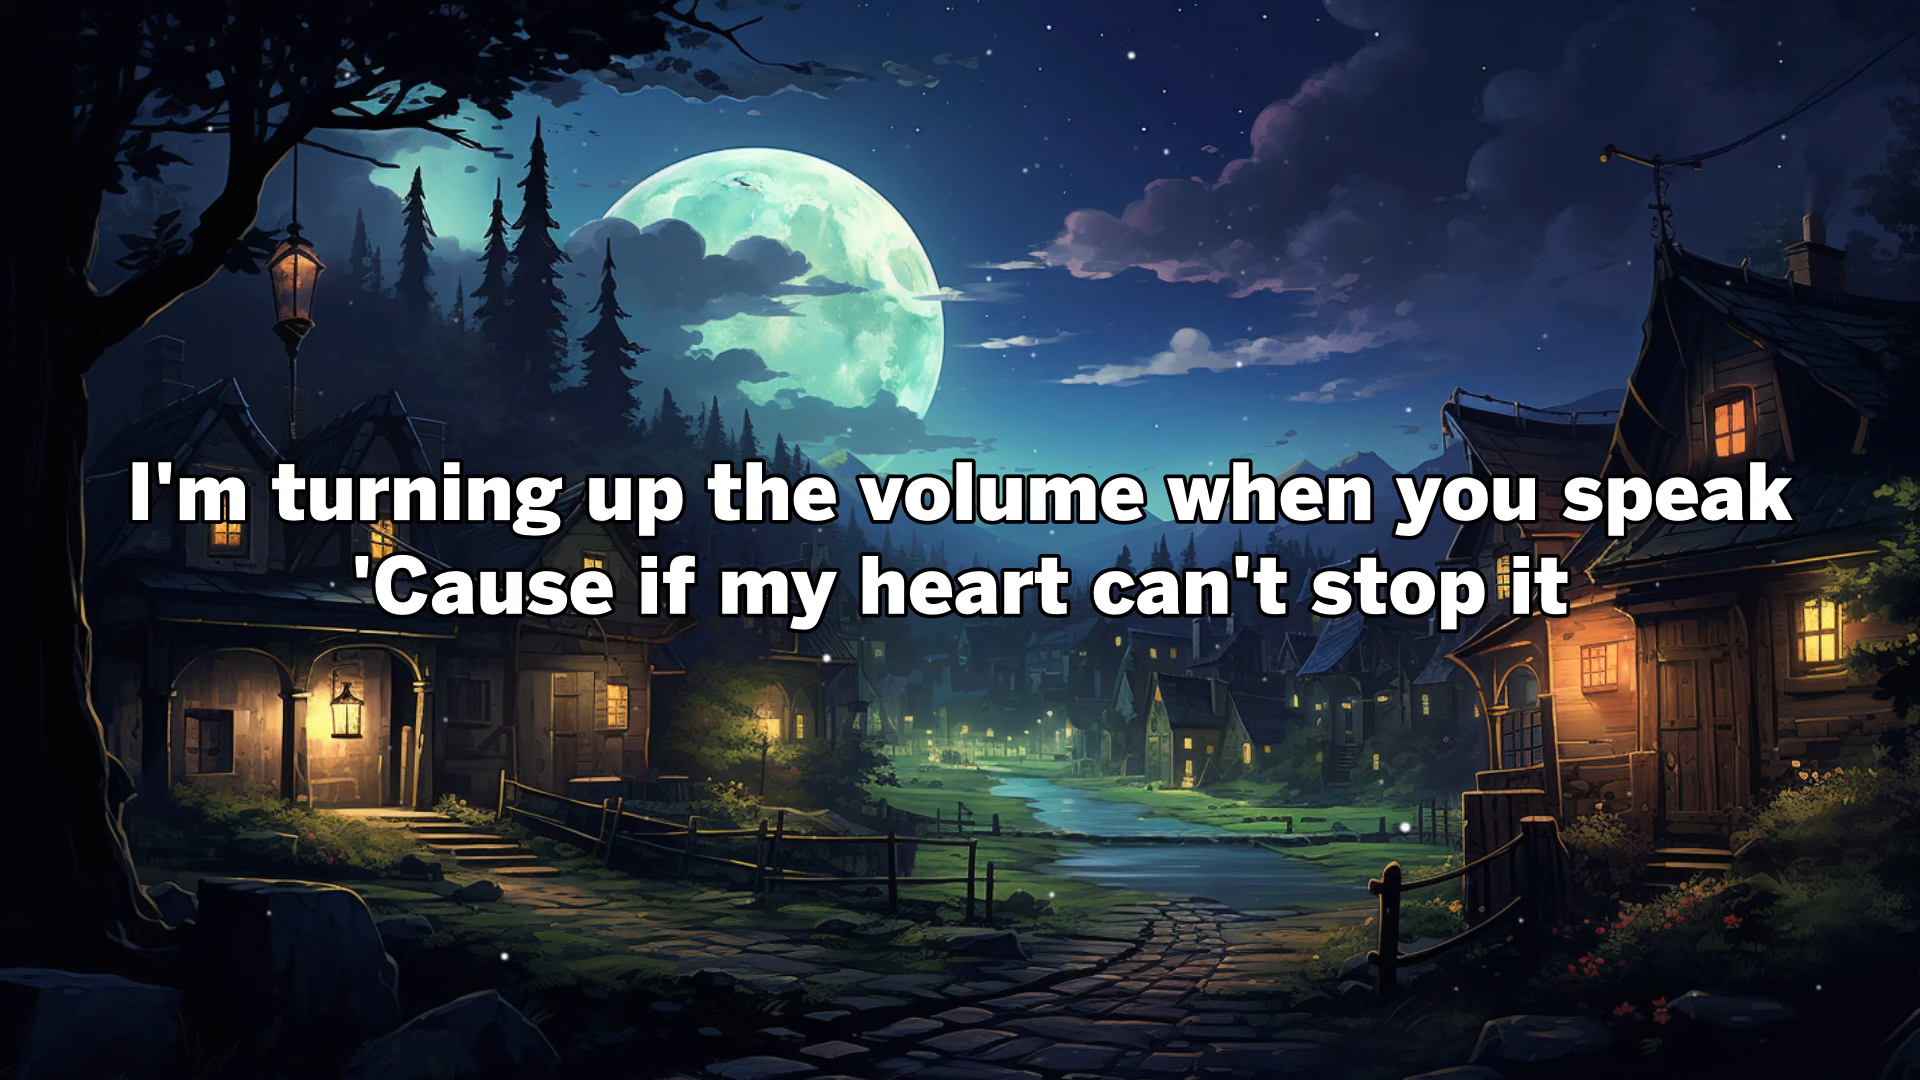 I'm turning up the volume when you speak
'Cause if my heart can't stop it